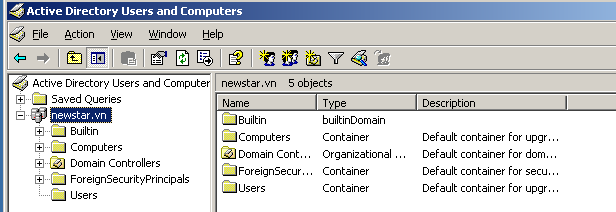 Active Directory Users and Computers
File Action View Window Help
Active Directory Users and Computer
Saved Queries
newstar.vn
Builtin
Computers
Domain Controllers
ForeignSecurityPrincipals
Users
newstar.vn 5 objects
Name Type Description
Builtin builtinDomain
Computers Container Default container for upgr...
Domain Cont... Organizational ... Default container for dom...
ForeignSecur... Container Default container for secu...
Users Container Default container for upgr...